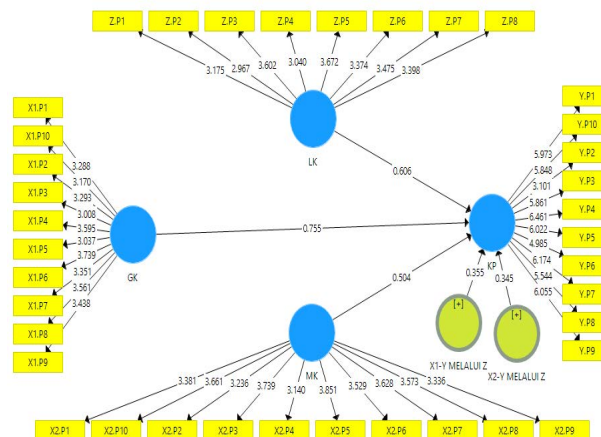 Z.P1 Z.P2 Z.P3 Z.P4 Z.P5 Z.P6 Z.P7 Z.P8
3.175 2.967 3.602 3.040 3.672 3.374 3.475 3.398
LK
X1.P1
X1.P10
X1.P2
X1.P3
X1.P4
X1.P5
X1.P6
X1.P7
X1.P8
X1.P9
3.288
3.170
3.293
3.008
3.595
3.037
3.739
3.351
3.561
3.438
GK
0.606
0.755
0.504
Y.P1
Y.P10
Y.P2
Y.P3
Y.P4
Y.P5
Y.P6
Y.P7
Y.P8
Y.P9
5.973
5.848
3.101
5.861
6.461
6.022
4.985
6.174
5.544
6.055
KP
0.355
0.345
[+]
[+]
X1-Y MELALUI Z
X2-Y MELALUI Z
MK
3.381 3.661 3.236 3.739 3.140 3.851 3.529 3.628 3.573 3.336
X2.P1 X2.P10 X2.P2 X2.P3 X2.P4 X2.P5 X2.P6 X2.P7 X2.P8 X2.P9